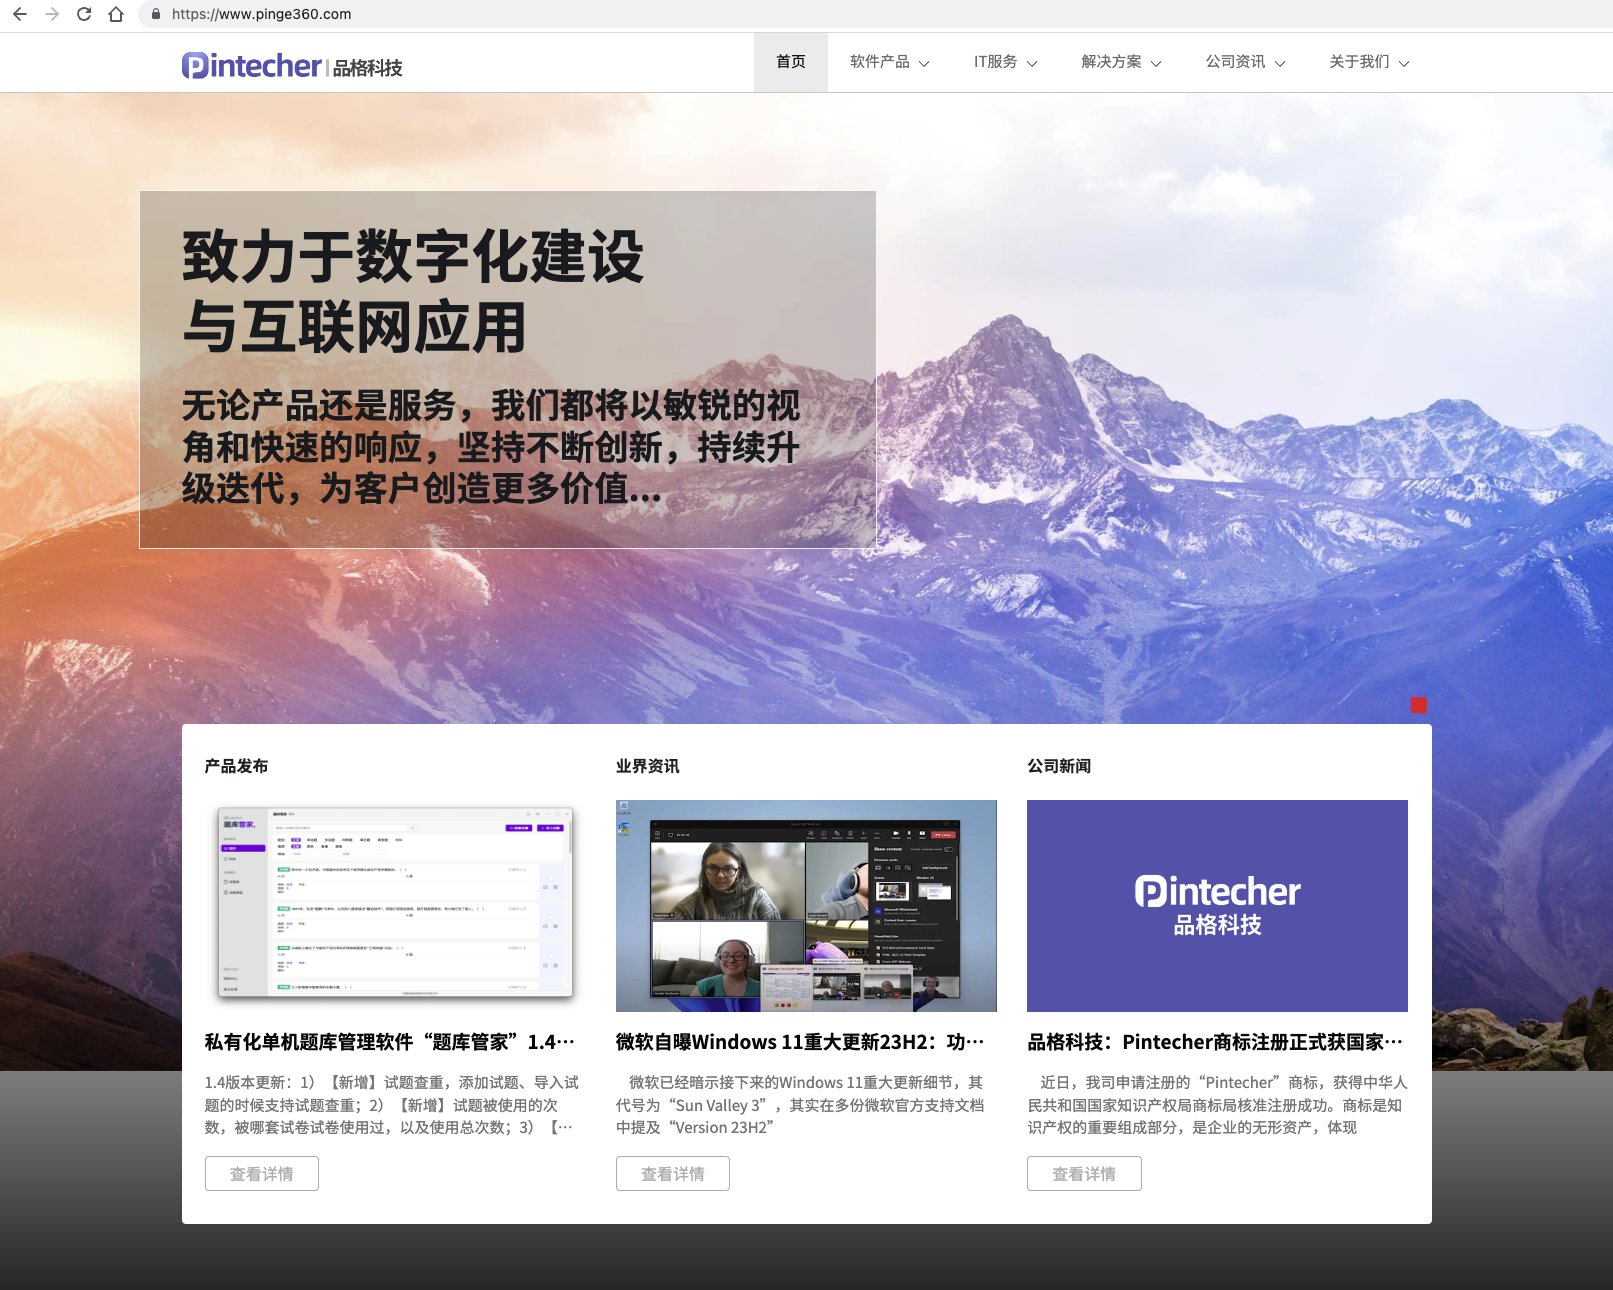 https://www.pinge360.com
Pintecher | 品格科技
首页
软件产品
IT服务
解决方案
公司资讯
关于我们
致力于数字化建设
与互联网应用
无论产品还是服务，我们都将以敏锐的视
角和快速的响应，坚持不断创新，持续升
级迭代，为客户创造更多价值...
产品发布
业界资讯
公司新闻
题库管家.
Share content
Pintecher
品格科技
私有化单机题库管理软件“题库管家”1.4…
微软自曝Windows 11重大更新23H2：功…
品格科技：Pintecher商标注册正式获国家…
1.4版本更新：1）【新增】试题查重，添加试题、导入试
题的时候支持试题查重；2）【新增】试题被使用的次
数，被哪套试卷试卷使用过，以及使用总次数；3）【…
微软已经暗示接下来的Windows 11重大更新细节，其
代号为“Sun Valley 3”，其实在多份微软官方支持文档
中提及“Version 23H2”
近日，我司申请注册的“Pintecher”商标，获得中华人
民共和国国家知识产权局商标局核准注册成功。商标是知
识产权的重要组成部分，是企业的无形资产，体现
查看详情
查看详情
查看详情